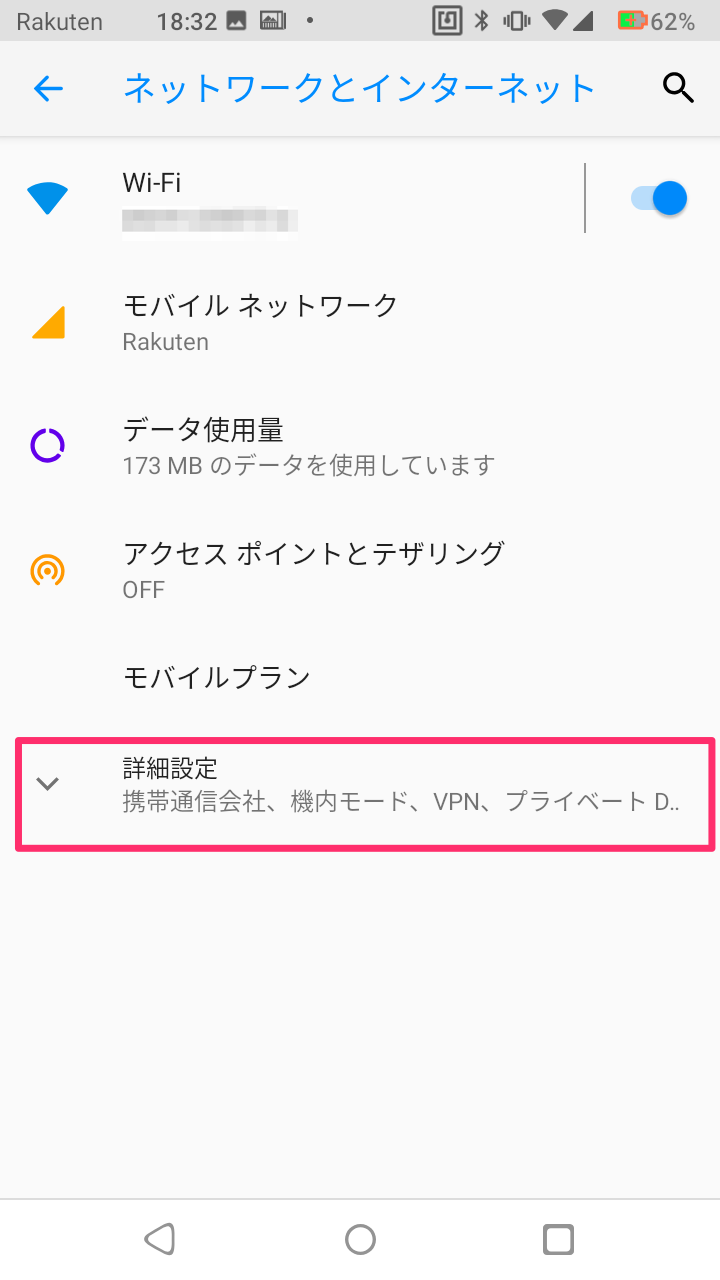 Rakuten 18:32 62%
ネットワークとインターネット
Wi-Fi
モバイル ネットワーク
Rakuten
データ使用量
173 MB のデータを使用しています
アクセス ポイントとテザリング
OFF
モバイルプラン
詳細設定
携帯通信会社、機内モード、VPN、プライベート D..